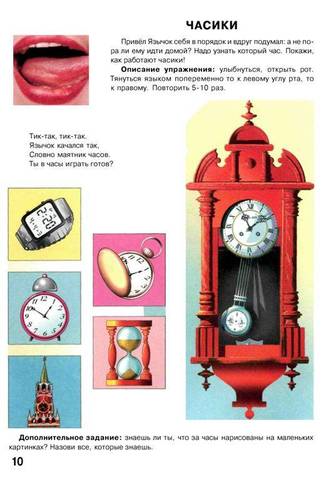 ЧАСИКИ
Привёл Язычок себя в порядок и вдруг подумал: а не по-
ра ли ему идти домой? Надо узнать который час. Покажи,
как работают часики!
Описание упражнения: улыбнуться, открыть рот.
Тянуться языком попеременно то к левому углу рта, то
к правому. Повторить 5-10 раз.
Тик-так, тик-так.
Язычок качался так,
Словно маятник часов.
Ты в часы играть готов?
Дополнительное задание: знаешь ли ты, что за часы нарисованы на маленьких
картинках? Назови все, которые знаешь.
10